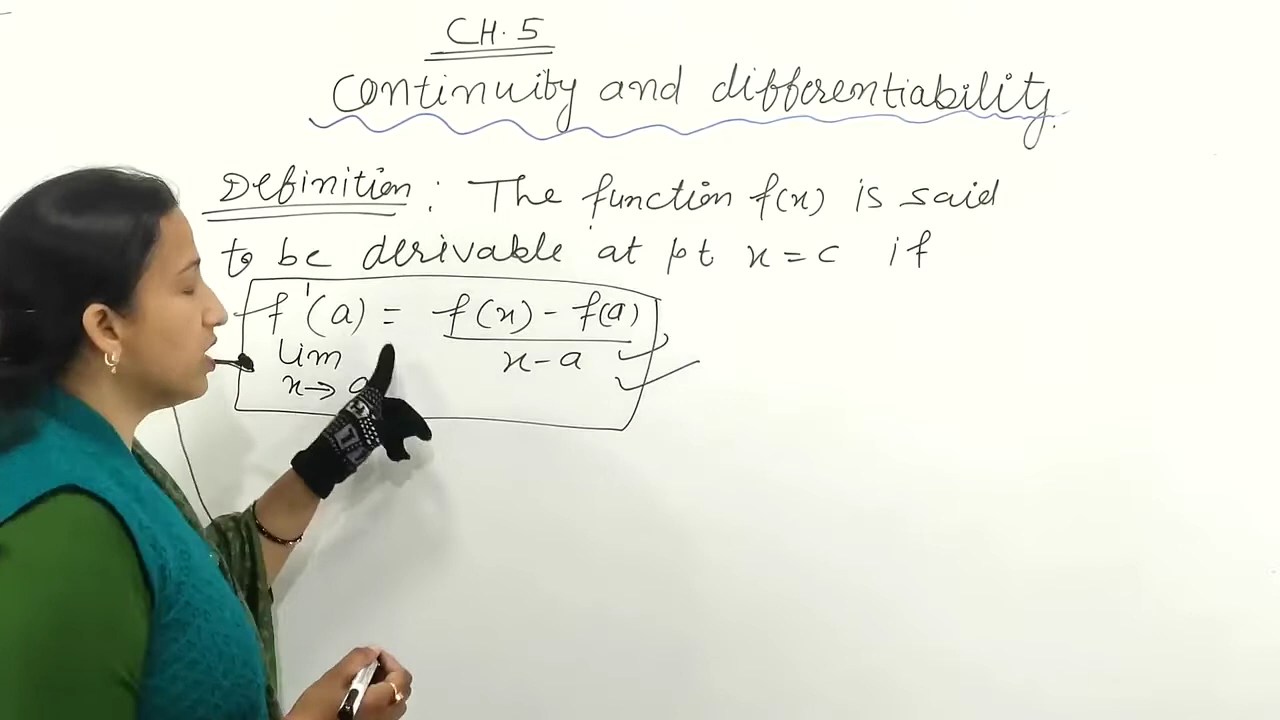 CH.5
Continuity and differentiability.
Definition : The function f(x) is said
to be derivable at pt x = c if
f'(a) = f(x) - f(a)
Lim x - a
x → a